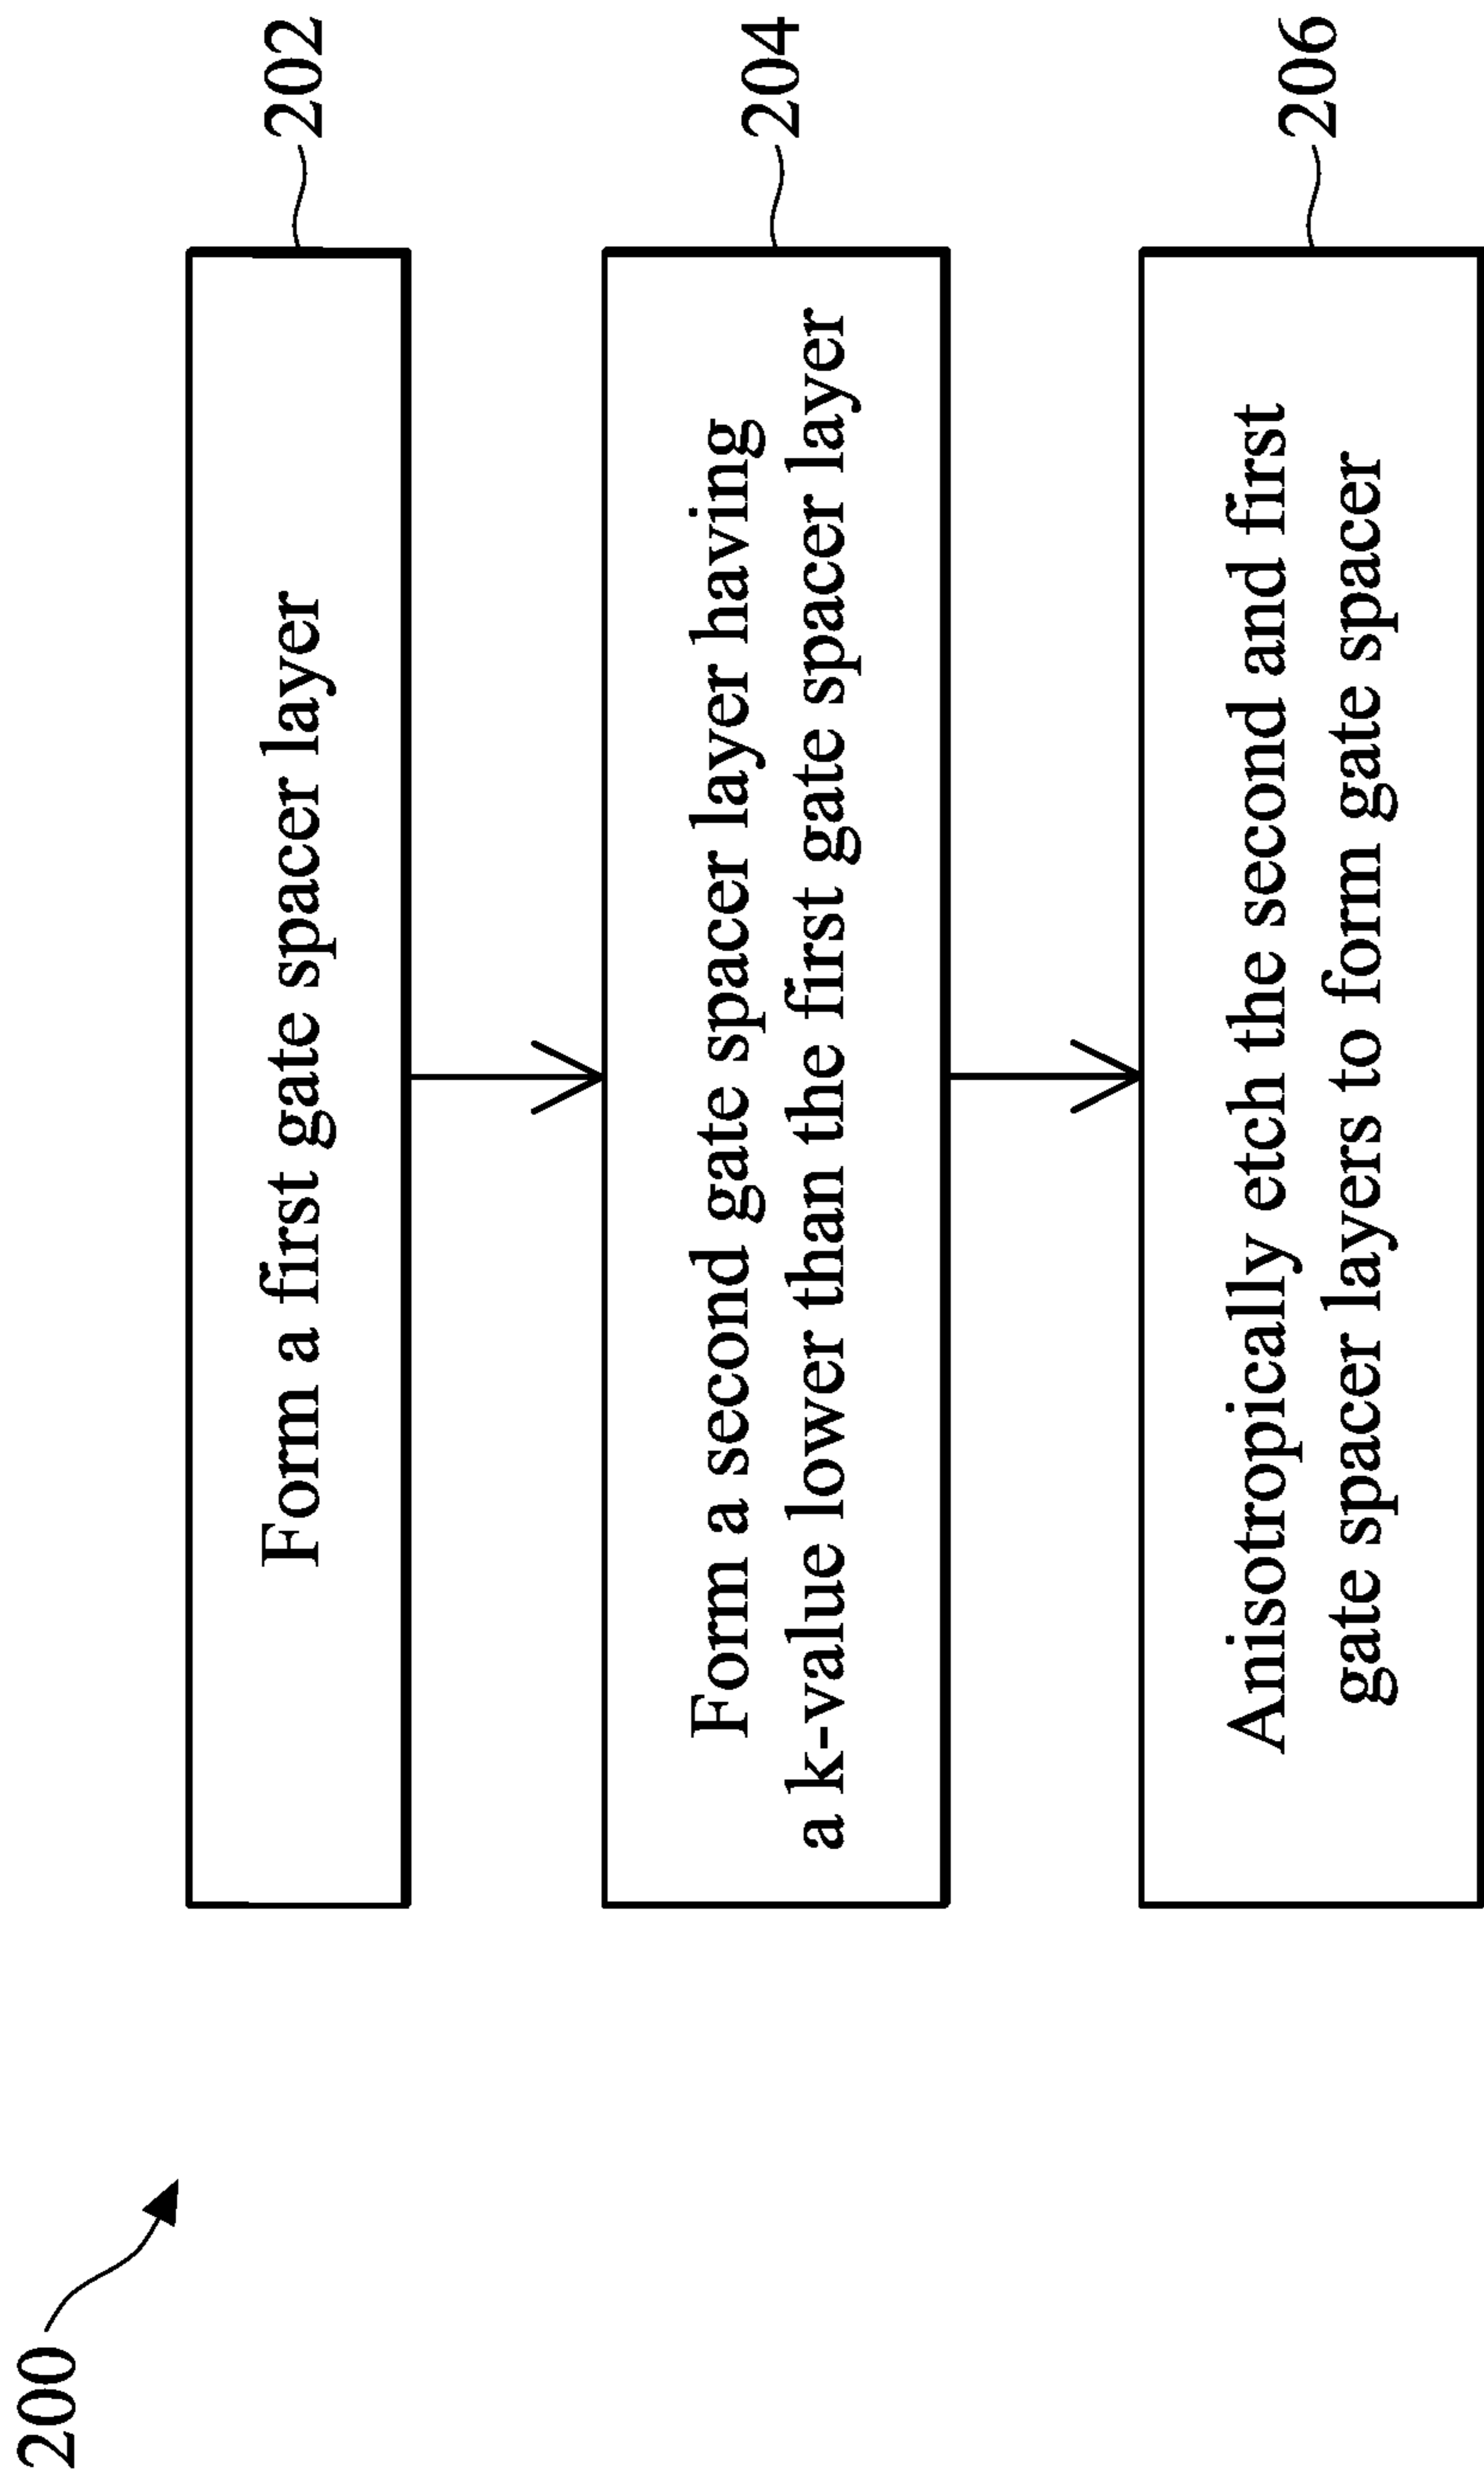 200
Form a first gate spacer layer
202
Form a second gate spacer layer having
a k-value lower than the first gate spacer layer
204
Anisotropically etch the second and first
gate spacer layers to form gate spacer
206